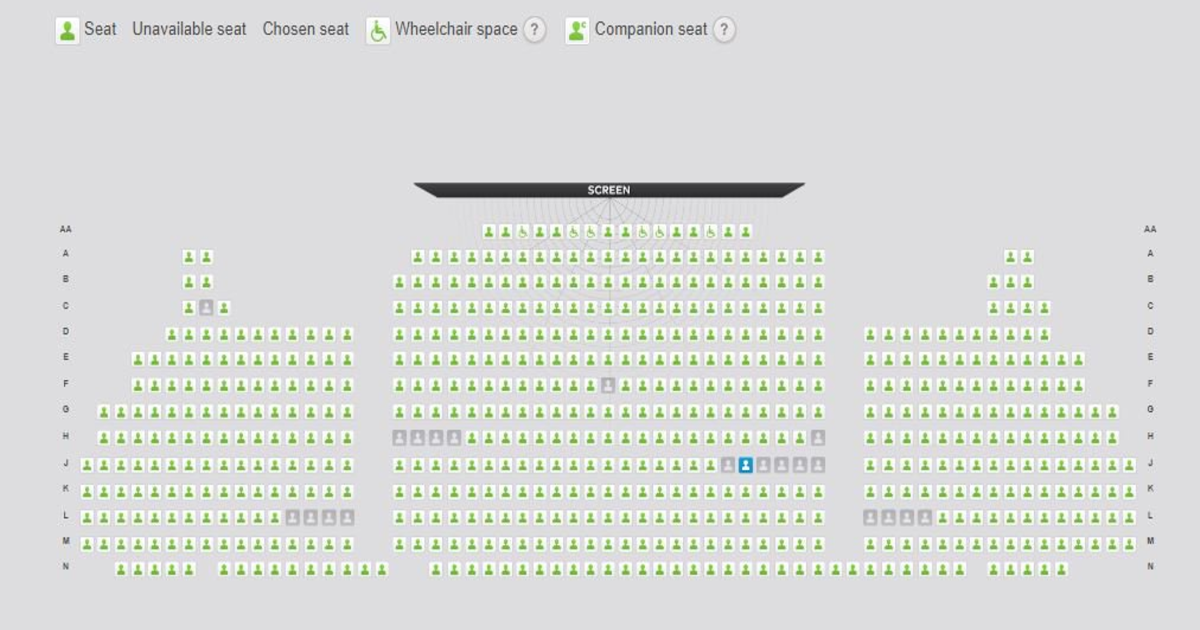 Seat Unavailable seat Chosen seat Wheelchair space ? Companion seat ?
SCREEN
AA AA
A A
B B
C C
D D
E E
F F
G G
H H
J J
K K
L L
M M
N N